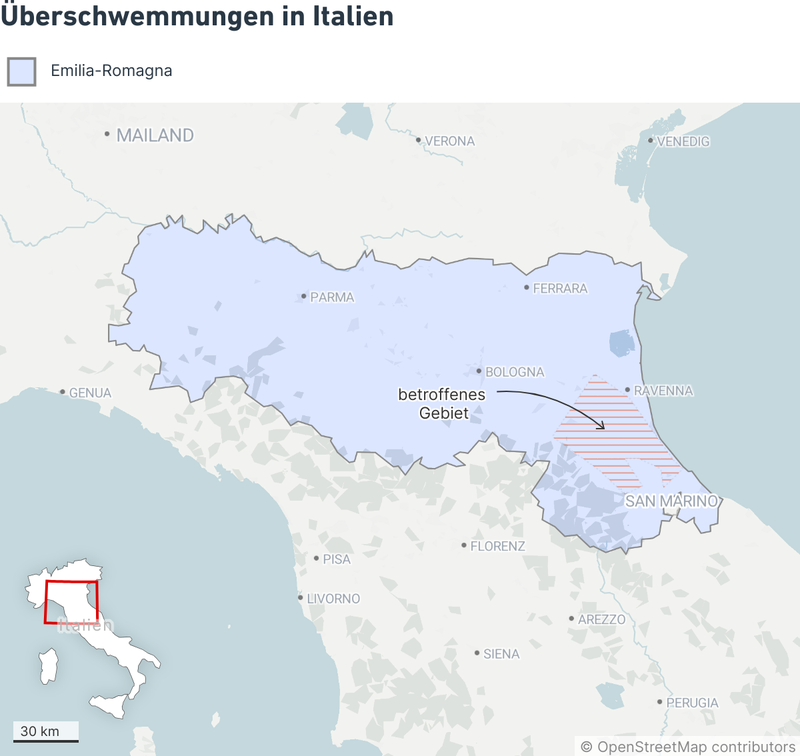 Überschwemmungen in Italien
Emilia-Romagna
MAILAND
VERONA
VENEDIG
PARMA
FERRARA
BOLOGNA
GENUA
RAVENNA
betroffenes
Gebiet
SAN MARINO
FLORENZ
PISA
LIVORNO
AREZZO
Italien
SIENA
PERUGIA
30 km
© OpenStreetMap contributors